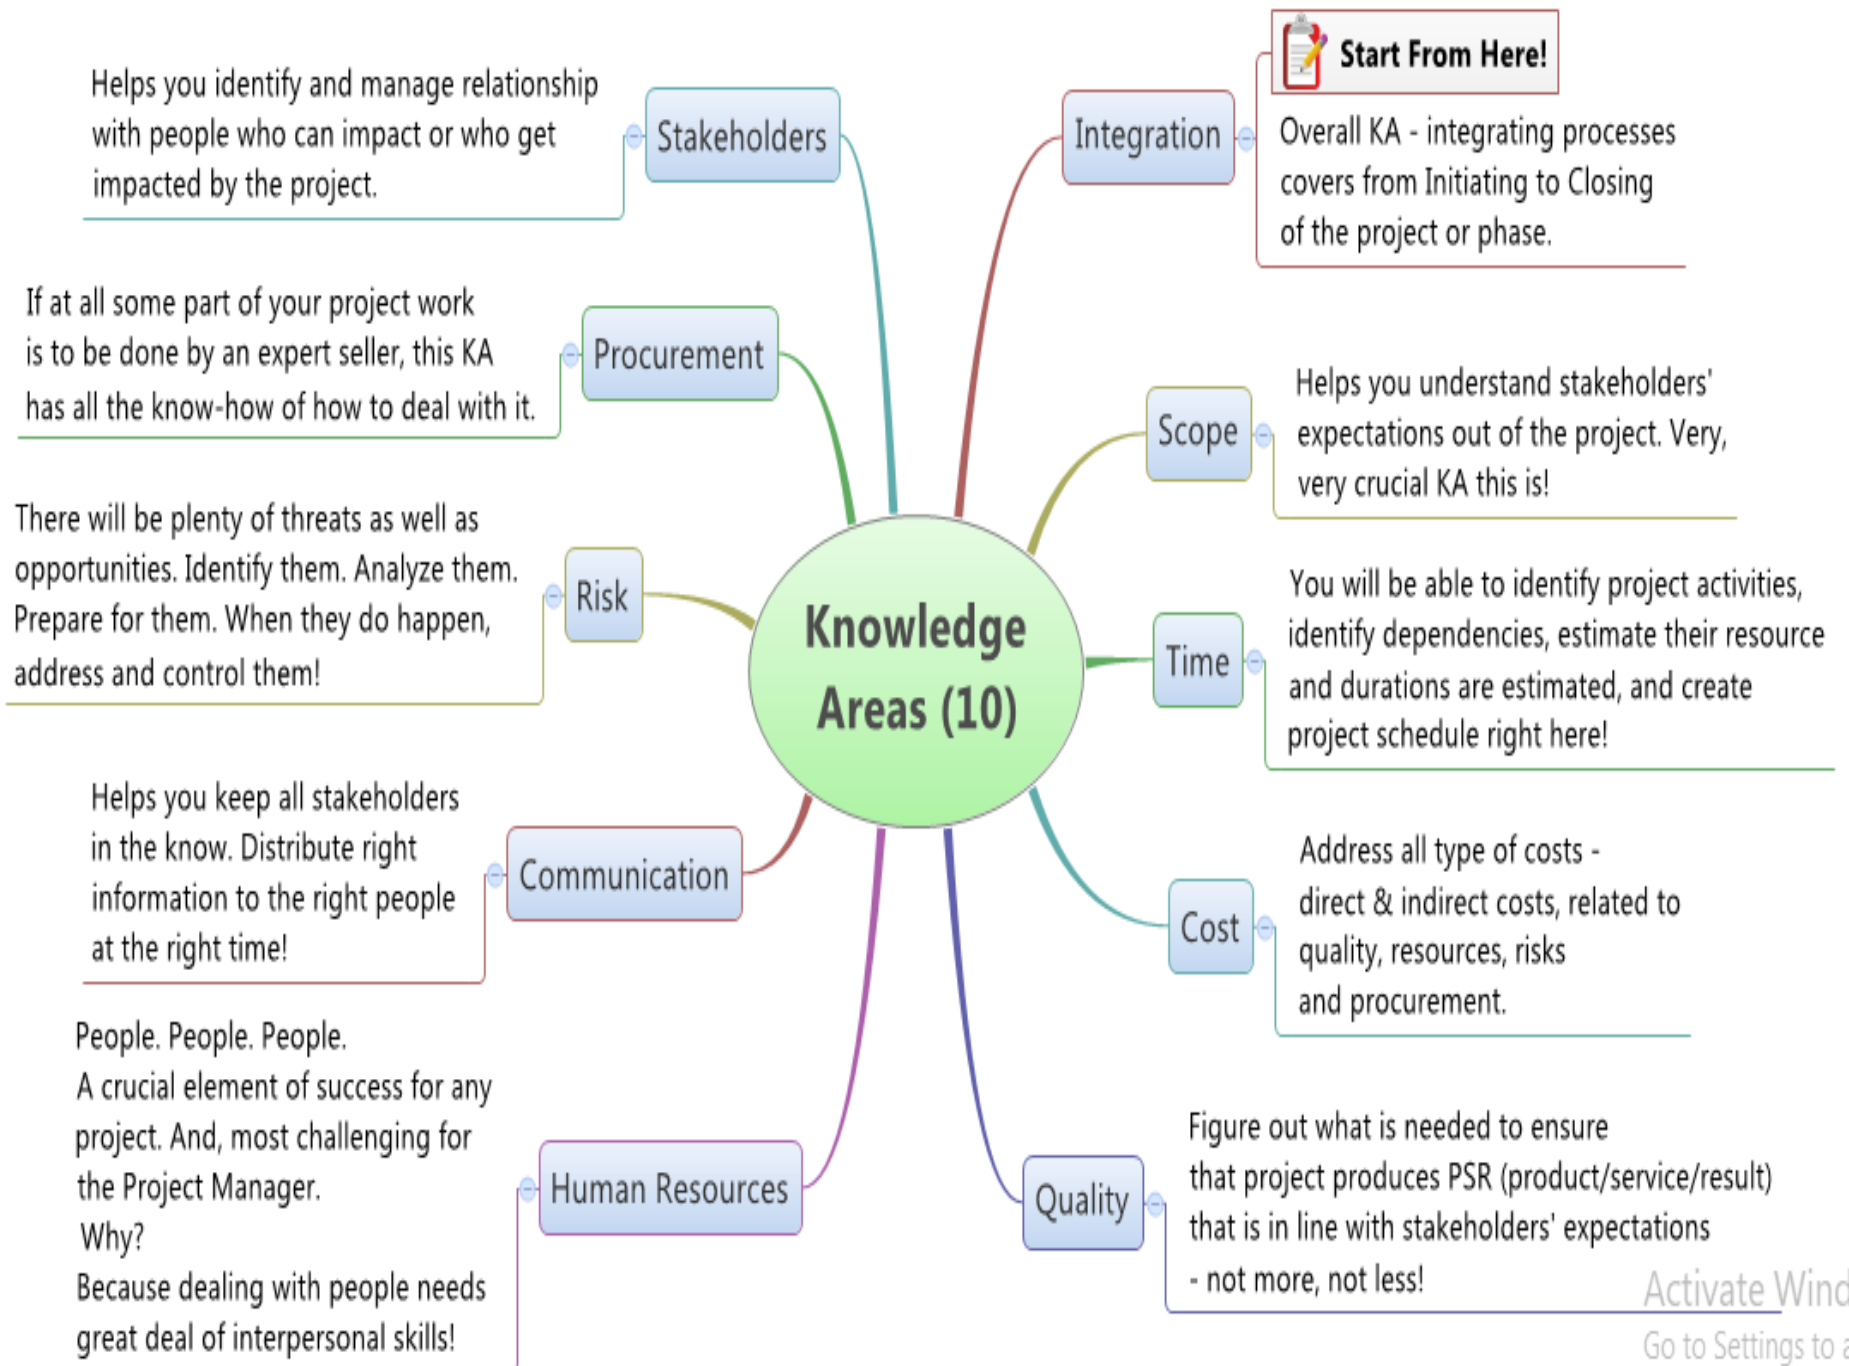 Knowledge
Areas (10)
Integration
Start From Here!
Overall KA - integrating processes
covers from Initiating to Closing
of the project or phase.
Scope
Helps you understand stakeholders'
expectations out of the project. Very,
very crucial KA this is!
Time
You will be able to identify project activities,
identify dependencies, estimate their resource
and durations are estimated, and create
project schedule right here!
Cost
Address all type of costs -
direct & indirect costs, related to
quality, resources, risks
and procurement.
Quality
Figure out what is needed to ensure
that project produces PSR (product/service/result)
that is in line with stakeholders' expectations
- not more, not less!
Human Resources
People. People. People.
A crucial element of success for any
project. And, most challenging for
the Project Manager.
Why?
Because dealing with people needs
great deal of interpersonal skills!
Communication
Helps you keep all stakeholders
in the know. Distribute right
information to the right people
at the right time!
Risk
There will be plenty of threats as well as
opportunities. Identify them. Analyze them.
Prepare for them. When they do happen,
address and control them!
Procurement
If at all some part of your project work
is to be done by an expert seller, this KA
has all the know-how of how to deal with it.
Stakeholders
Helps you identify and manage relationship
with people who can impact or who get
impacted by the project.
Activate Wind
Go to Settings to a